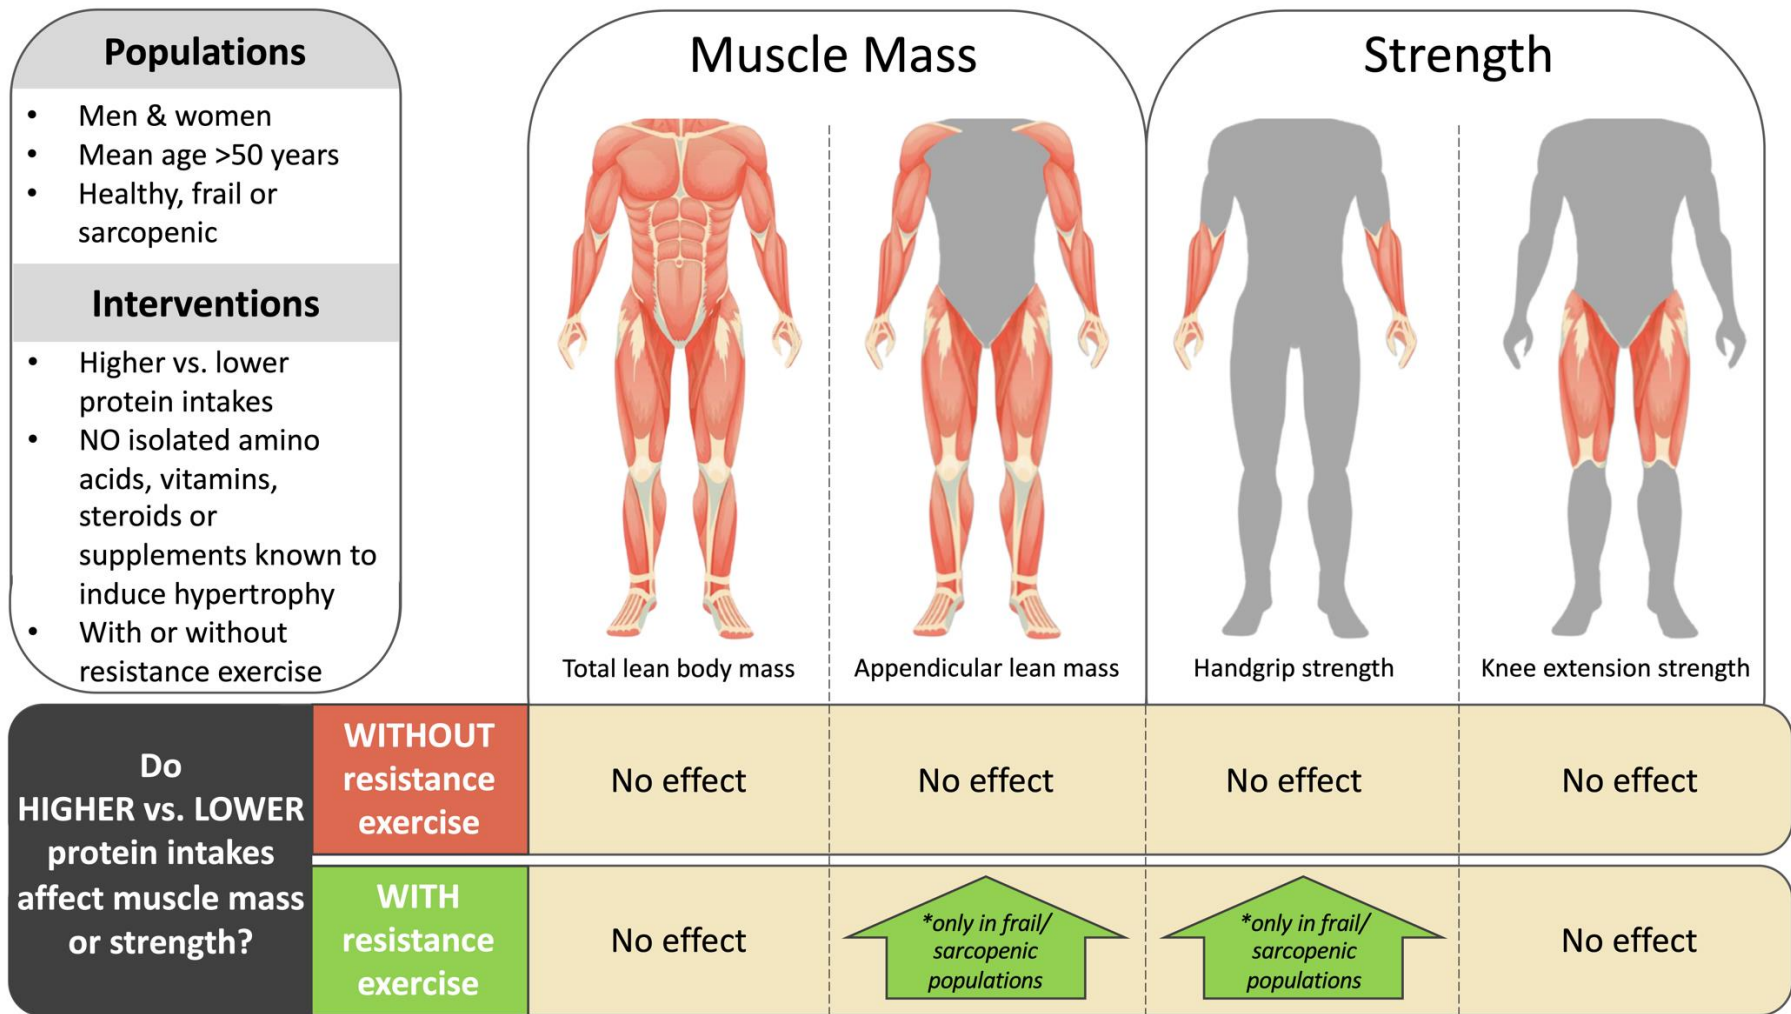 Populations
• Men & women
• Mean age >50 years
• Healthy, frail or
sarcopenic
Interventions
• Higher vs. lower
protein intakes
• NO isolated amino
acids, vitamins,
steroids or
supplements known to
induce hypertrophy
• With or without
resistance exercise
Muscle Mass
Strength
Total lean body mass
Appendicular lean mass
Handgrip strength
Knee extension strength
Do
HIGHER vs. LOWER
protein intakes
affect muscle mass
or strength?
WITHOUT
resistance
exercise
No effect
No effect
No effect
No effect
WITH
resistance
exercise
No effect
*only in frail/
sarcopenic
populations
*only in frail/
sarcopenic
populations
No effect